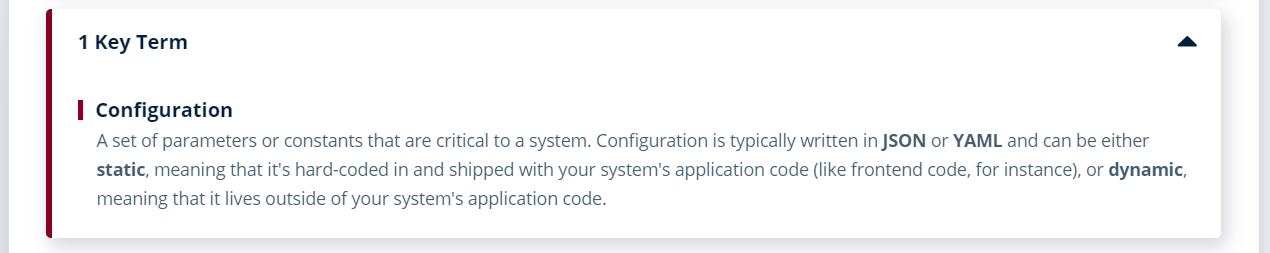 1 Key Term
Configuration
A set of parameters or constants that are critical to a system. Configuration is typically written in JSON or YAML and can be either
static, meaning that it's hard-coded in and shipped with your system's application code (like frontend code, for instance), or dynamic,
meaning that it lives outside of your system's application code.